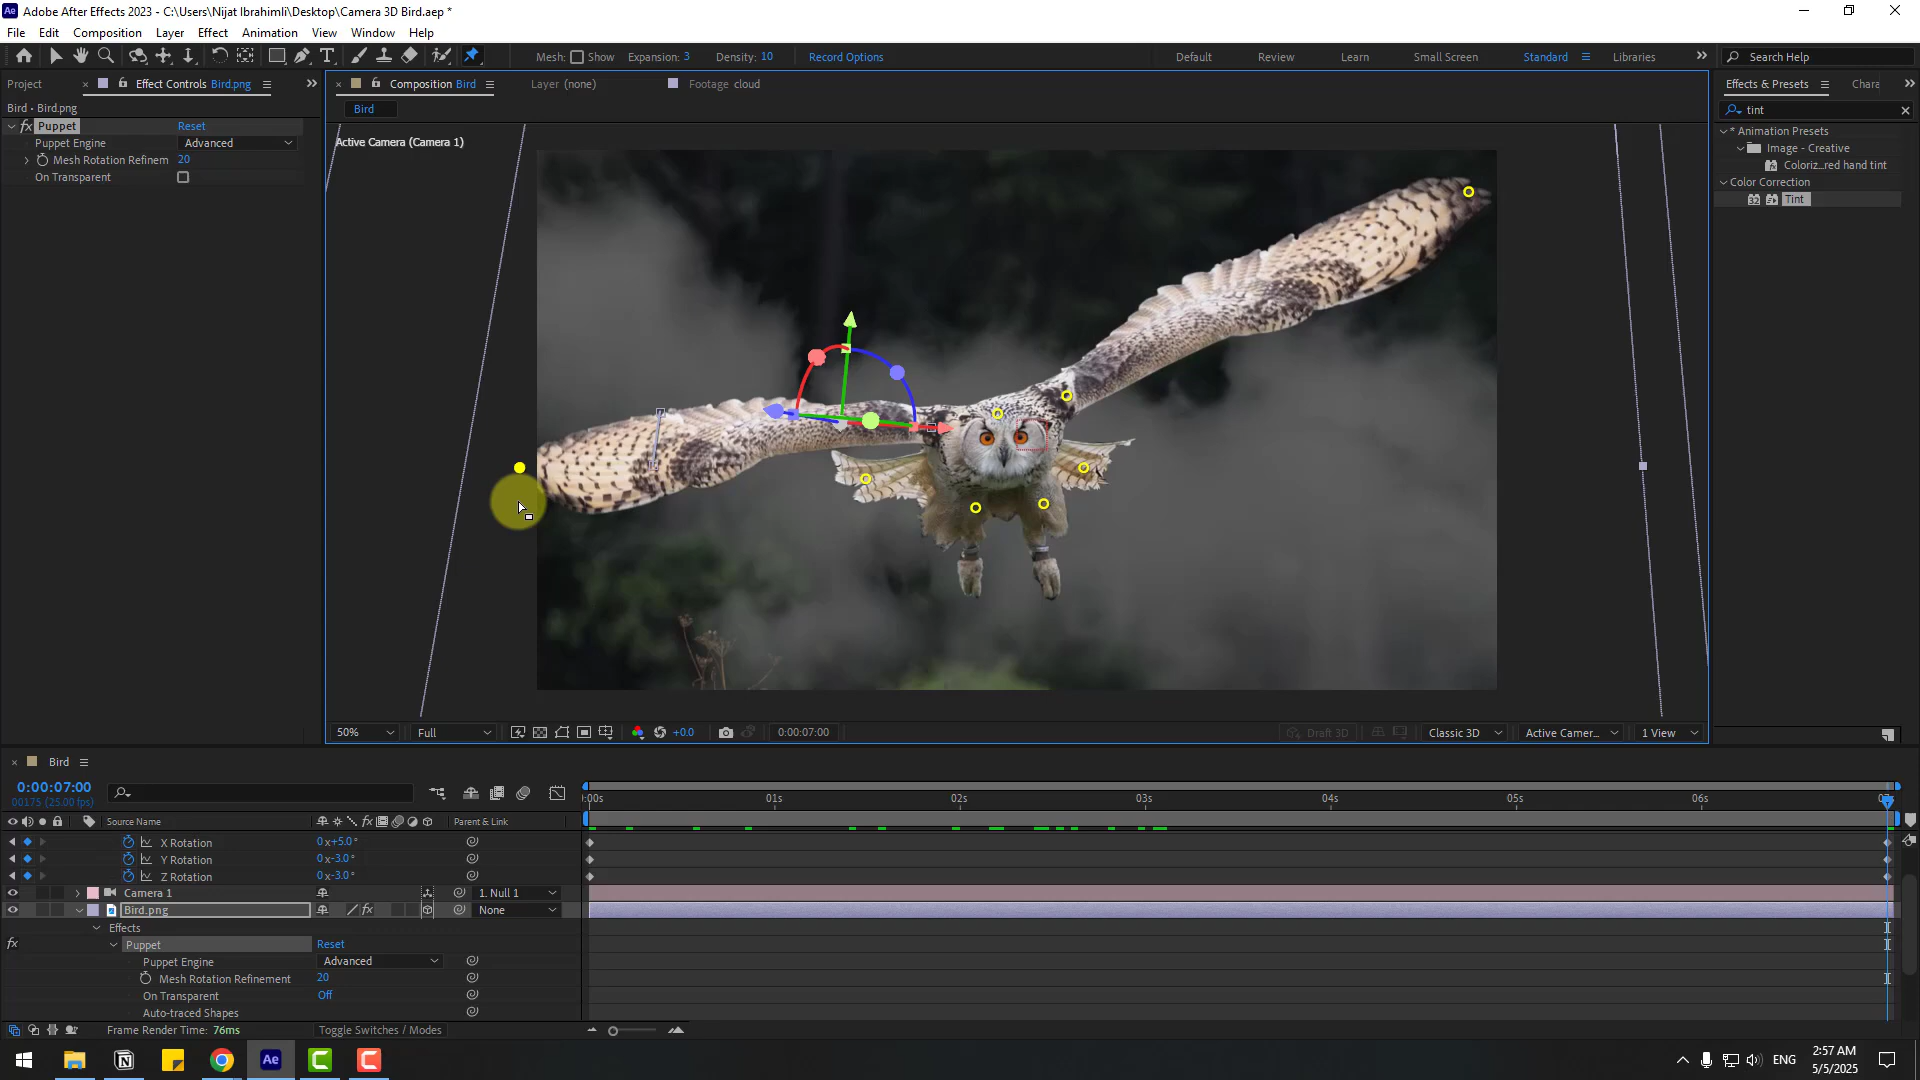 Adobe After Effects 2023 - C:\Users\Nijat Ibrahimli\Desktop\Camera 3D Bird.aep *
File Edit Composition Layer Effect Animation View Window Help
Mesh: Show Expansion: 3 Density: 10 Record Options
Default Review Learn Small Screen Standard Libraries Search Help
Project Effect Controls Bird.png
Composition Bird Layer (none) Footage cloud
Effects & Presets Chara
Bird • Bird.png
Bird
tint
Puppet Reset
Puppet Engine Advanced
Mesh Rotation Refinem 20
On Transparent
Active Camera (Camera 1)
* Animation Presets
Image - Creative
Coloriz...red hand tint
Color Correction
32 Tint
50% Full +0.0 0:00:07:00 Draft 3D Classic 3D Active Camer... 1 View
Bird
0:00:07:00
00175 (25.00 fps)
:00s 01s 02s 03s 04s 05s 06s 07s
Source Name Parent & Link
X Rotation 0x+5.0°
Y Rotation 0x-3.0°
Z Rotation 0x-3.0°
Camera 1 1. Null 1
Bird.png None
Effects
fx Puppet Reset
Puppet Engine Advanced
Mesh Rotation Refinement 20
On Transparent Off
Auto-traced Shapes
Frame Render Time: 76ms Toggle Switches / Modes
ENG
2:57 AM
5/5/2025